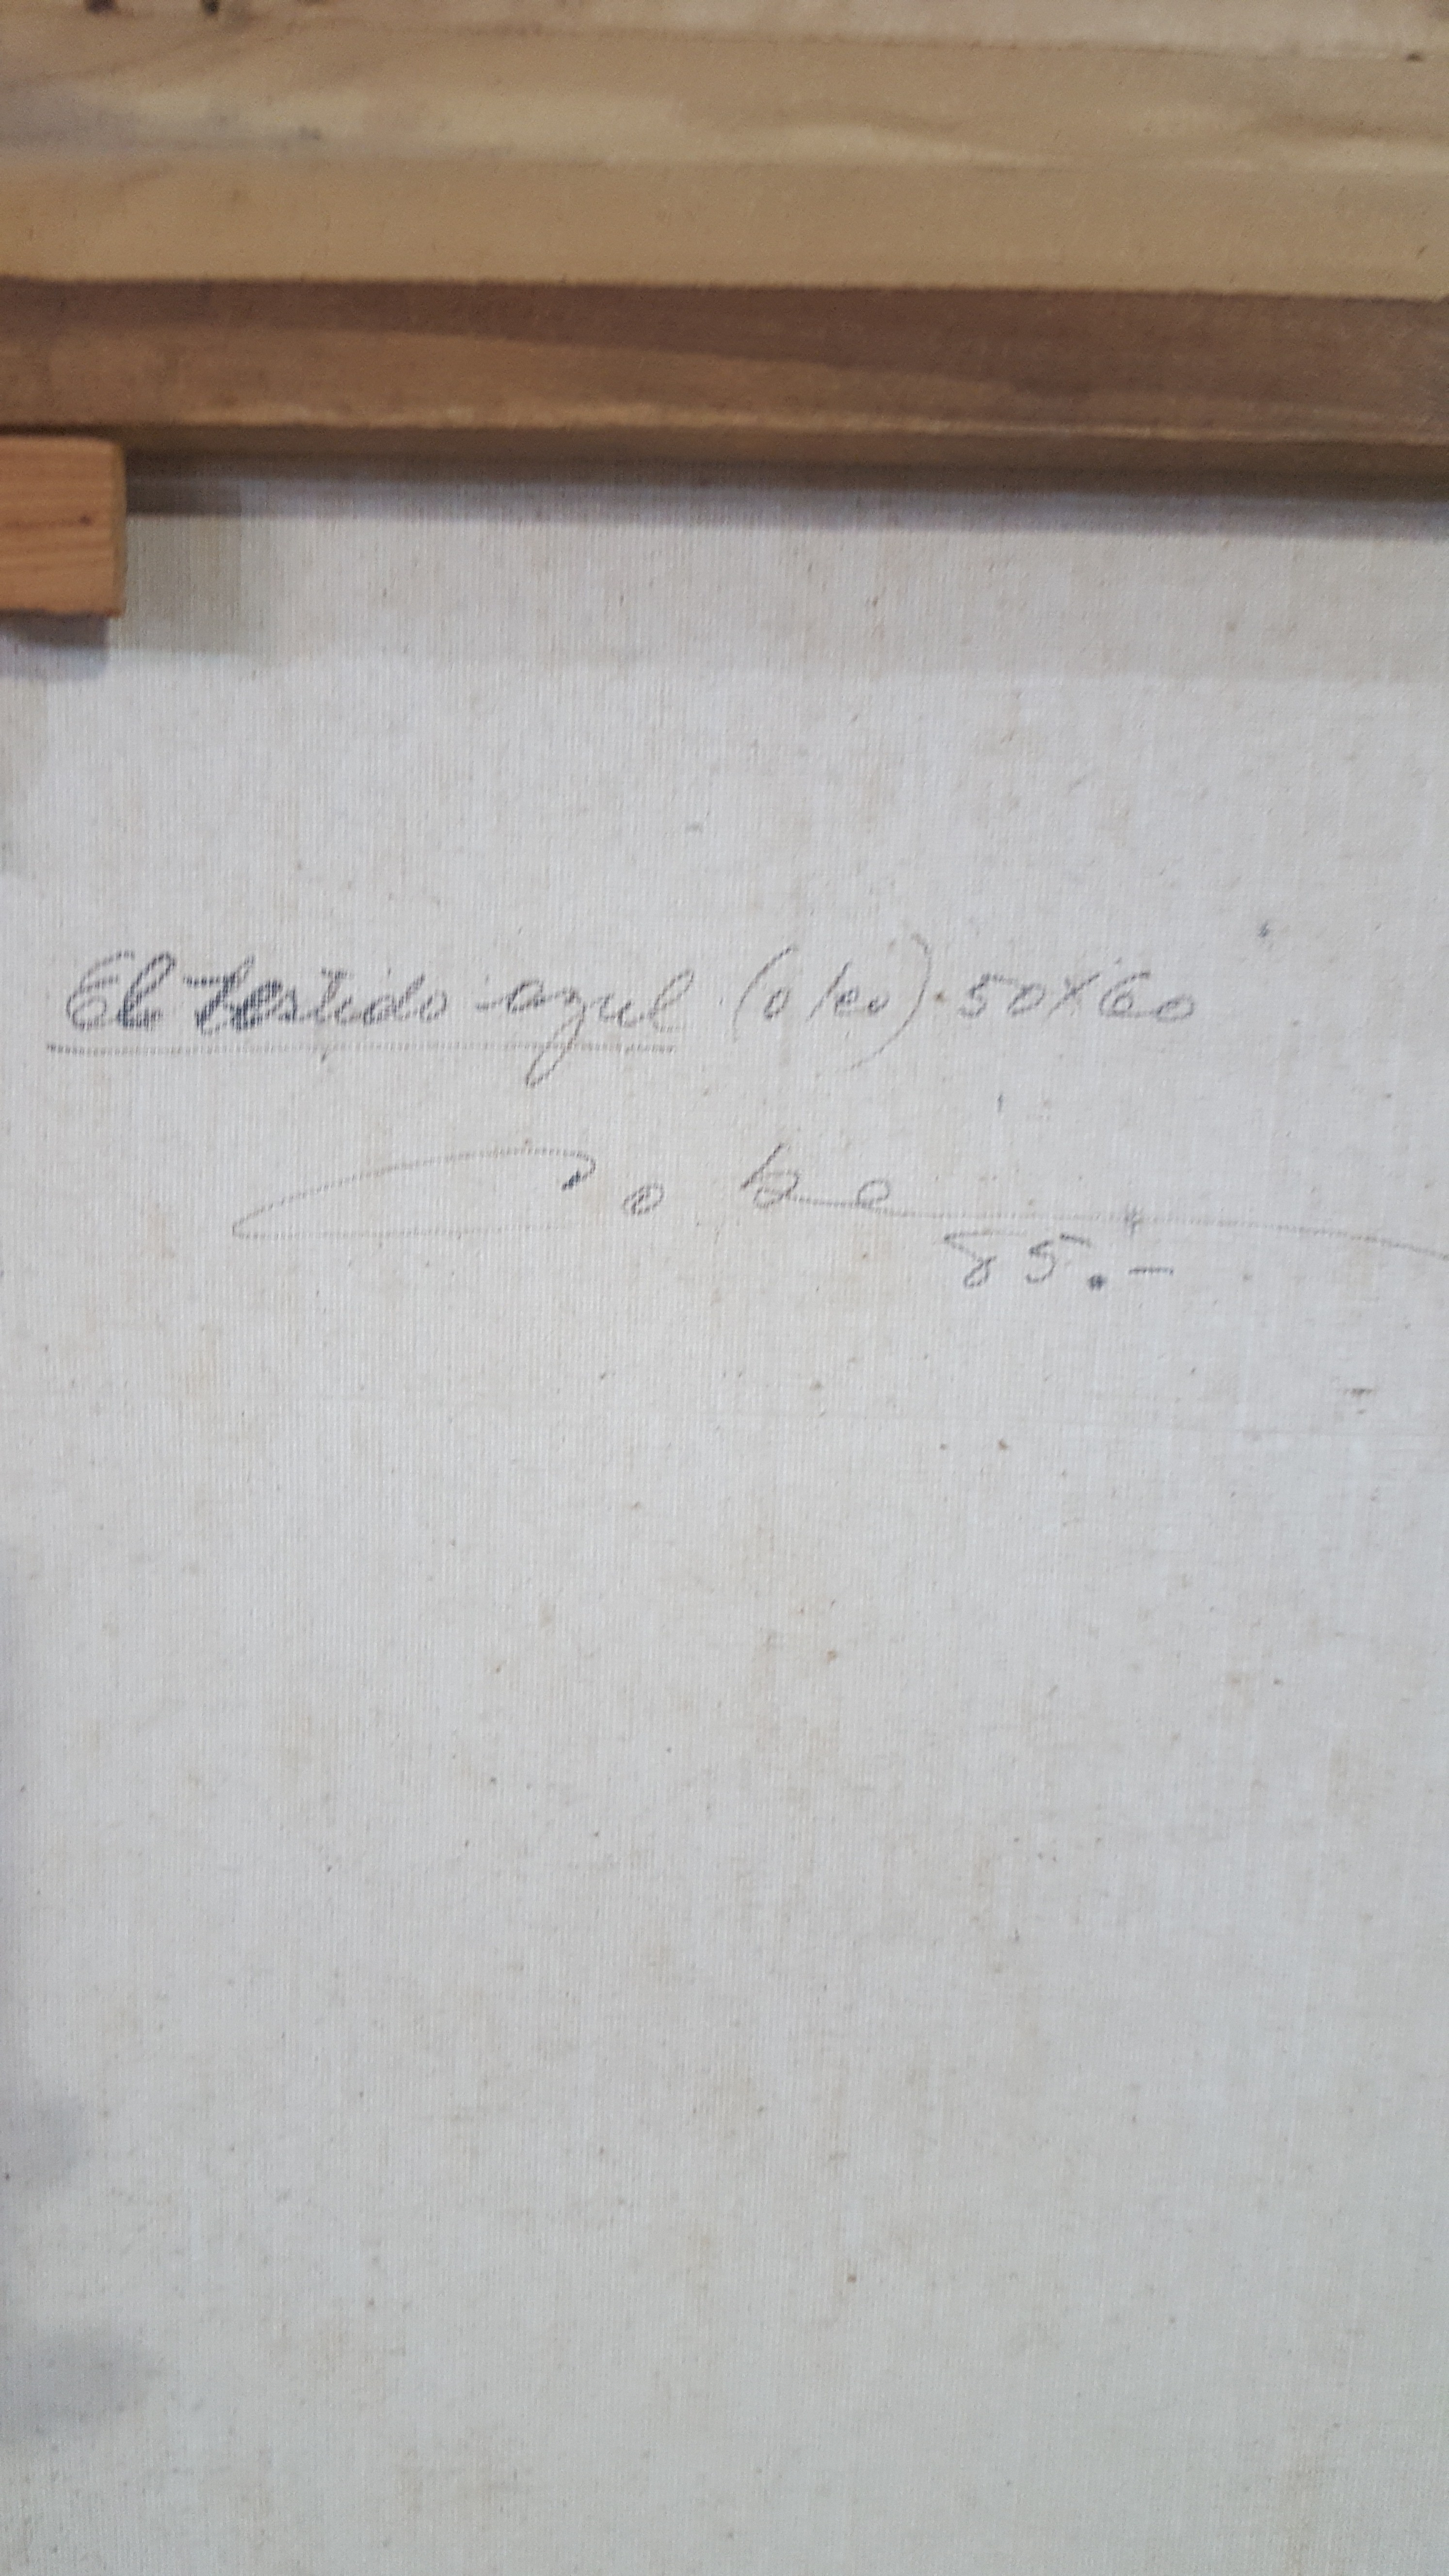 El Vestido azul (oleo). 50X60
85.-